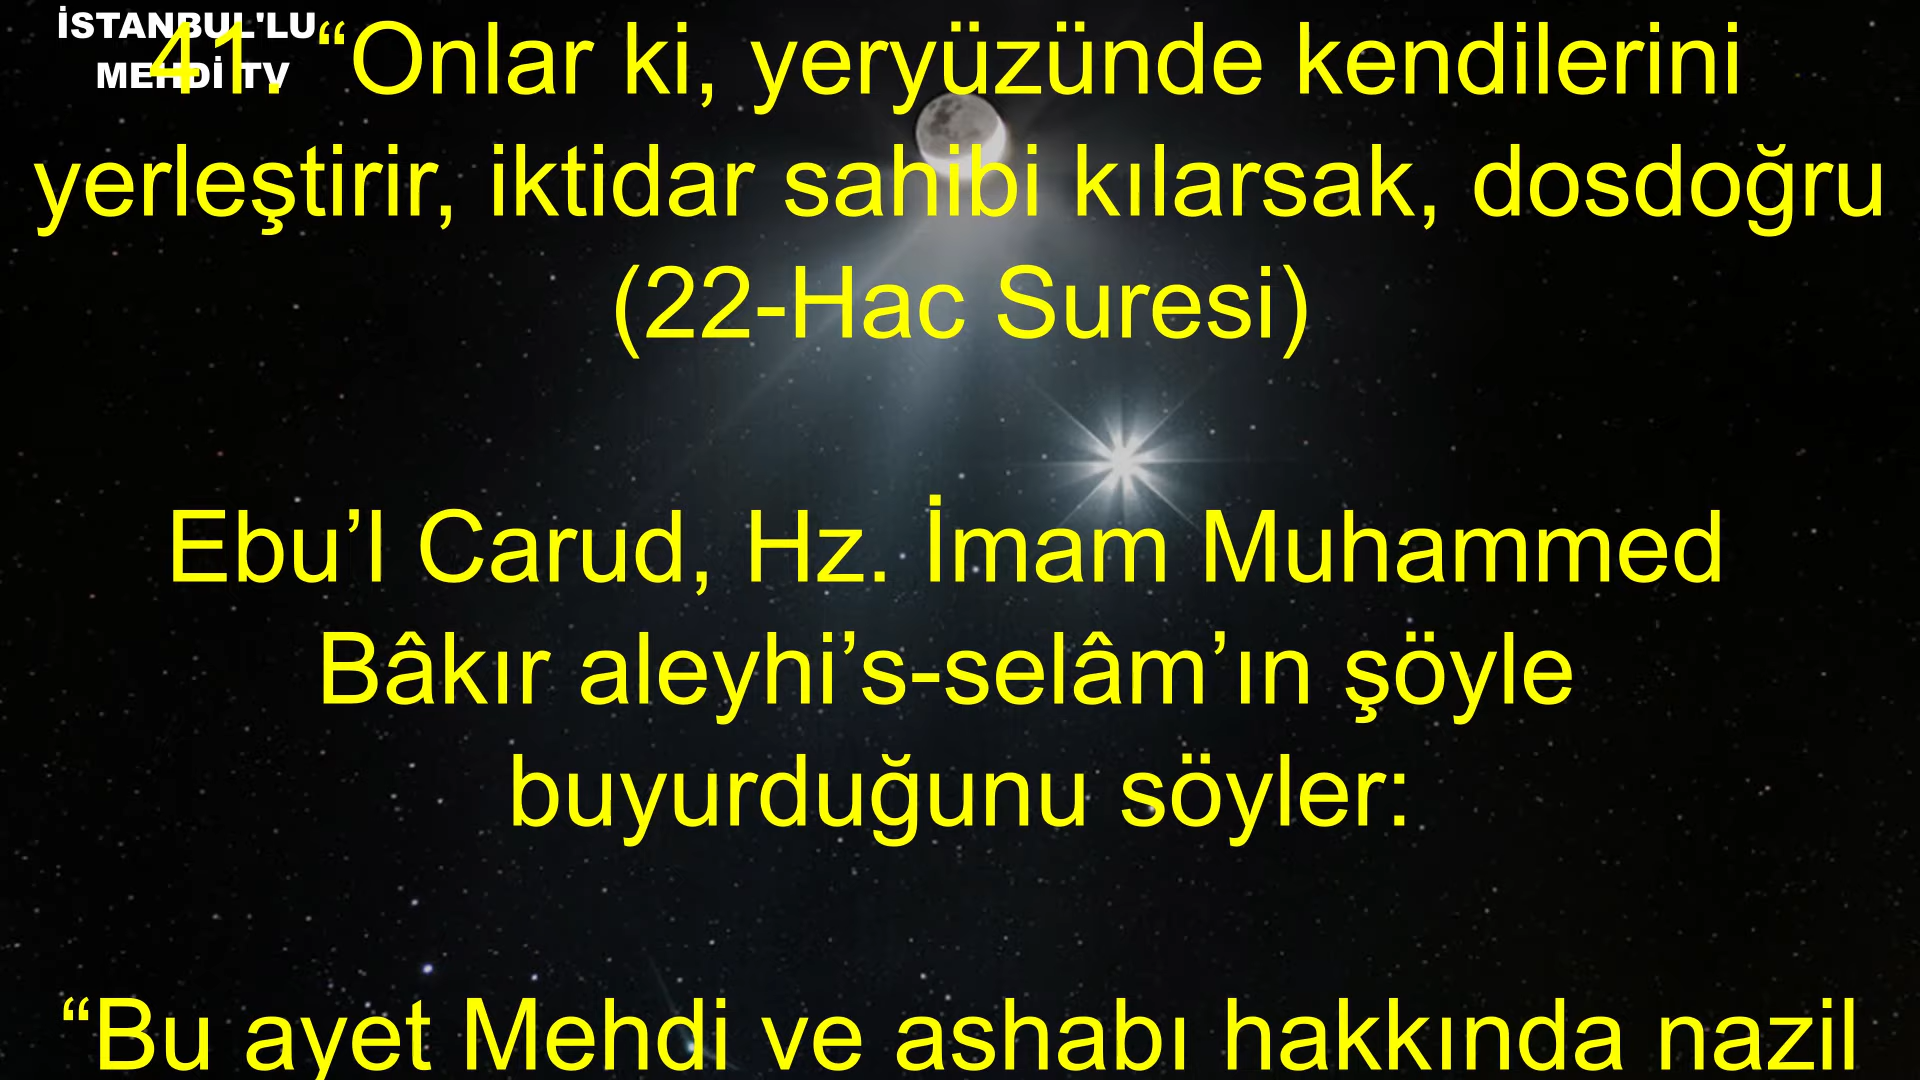 İSTANBUL'LU
MEHDİ TV
41. “Onlar ki, yeryüzünde kendilerini
yerleştirir, iktidar sahibi kılarsak, dosdoğru
(22-Hac Suresi)
Ebu’l Carud, Hz. İmam Muhammed
Bâkır aleyhi’s-selâm’ın şöyle
buyurduğunu söyler:
“Bu ayet Mehdi ve ashabı hakkında nazil